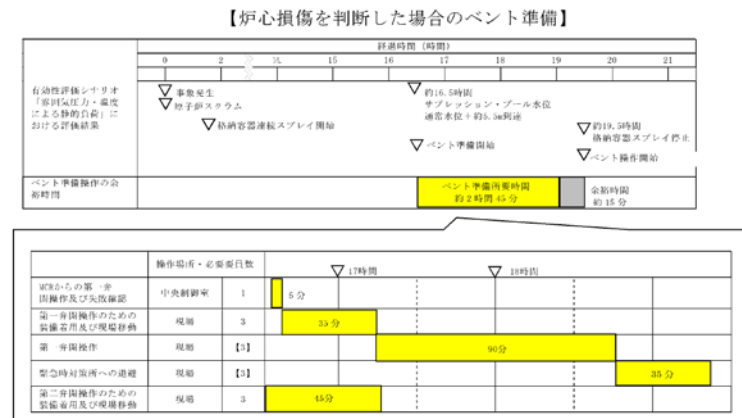 【炉心損傷を判断した場合のベント準備】
経過時間（時間）
0 2 16 17 18 19 20 21
有効性評価シナリオ
「雰囲気圧力・温度
による静的負荷」に
おける評価結果
事象発生
原子炉スクラム
格納容器連続スプレイ開始
約16.5時間
サプレッション・プール水位
通常水位＋約5.5m到達
ベント準備開始
約19.5時間
格納容器スプレイ停止
ベント操作開始
ベント準備操作の余
裕時間
ベント準備所要時間
約2時間45分
余裕時間
約15分
操作場所・必要要員数
17時間
18時間
MCRからの第一弁
開操作及び失敗確認
中央制御室
1
5分
第一弁開操作のための
装備着用及び現場移動
現場
3
35分
第一弁開操作
現場
【3】
90分
緊急時対策所への退避
現場
【3】
35分
第二弁開操作のための
装備着用及び現場移動
現場
3
45分